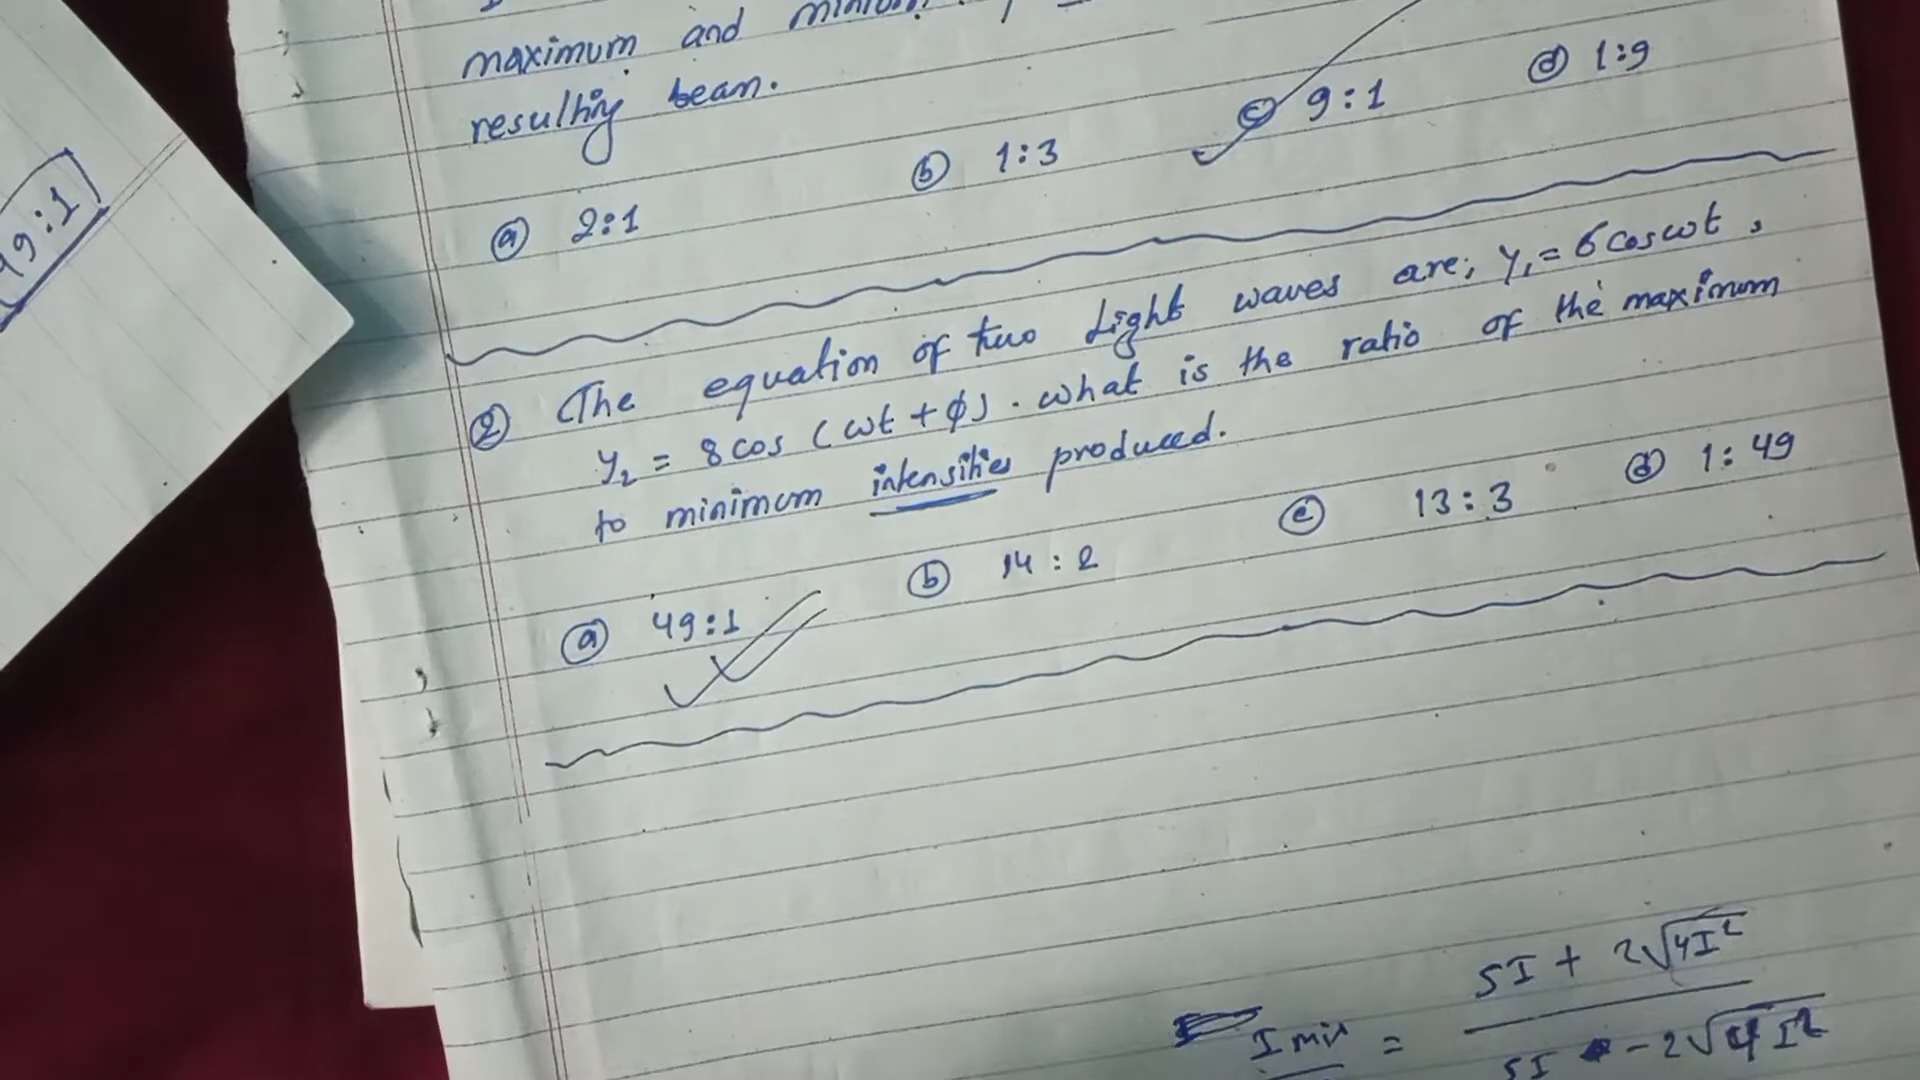 maximum and
resulting beam.
(a) 2:1 (b) 1:3 (c) 9:1 (d) 1:9
(2) The equation of two Light waves are; y₁ = 6 cos ωt,
y₂ = 8 cos (ωt + φ). what is the ratio of the maximum
to minimum intensities produced.
(a) 49:1 (b) 14:2 (c) 13:3 (d) 1:49
5I + 2√4I²
I min =
5I - 2√4I²
49:1